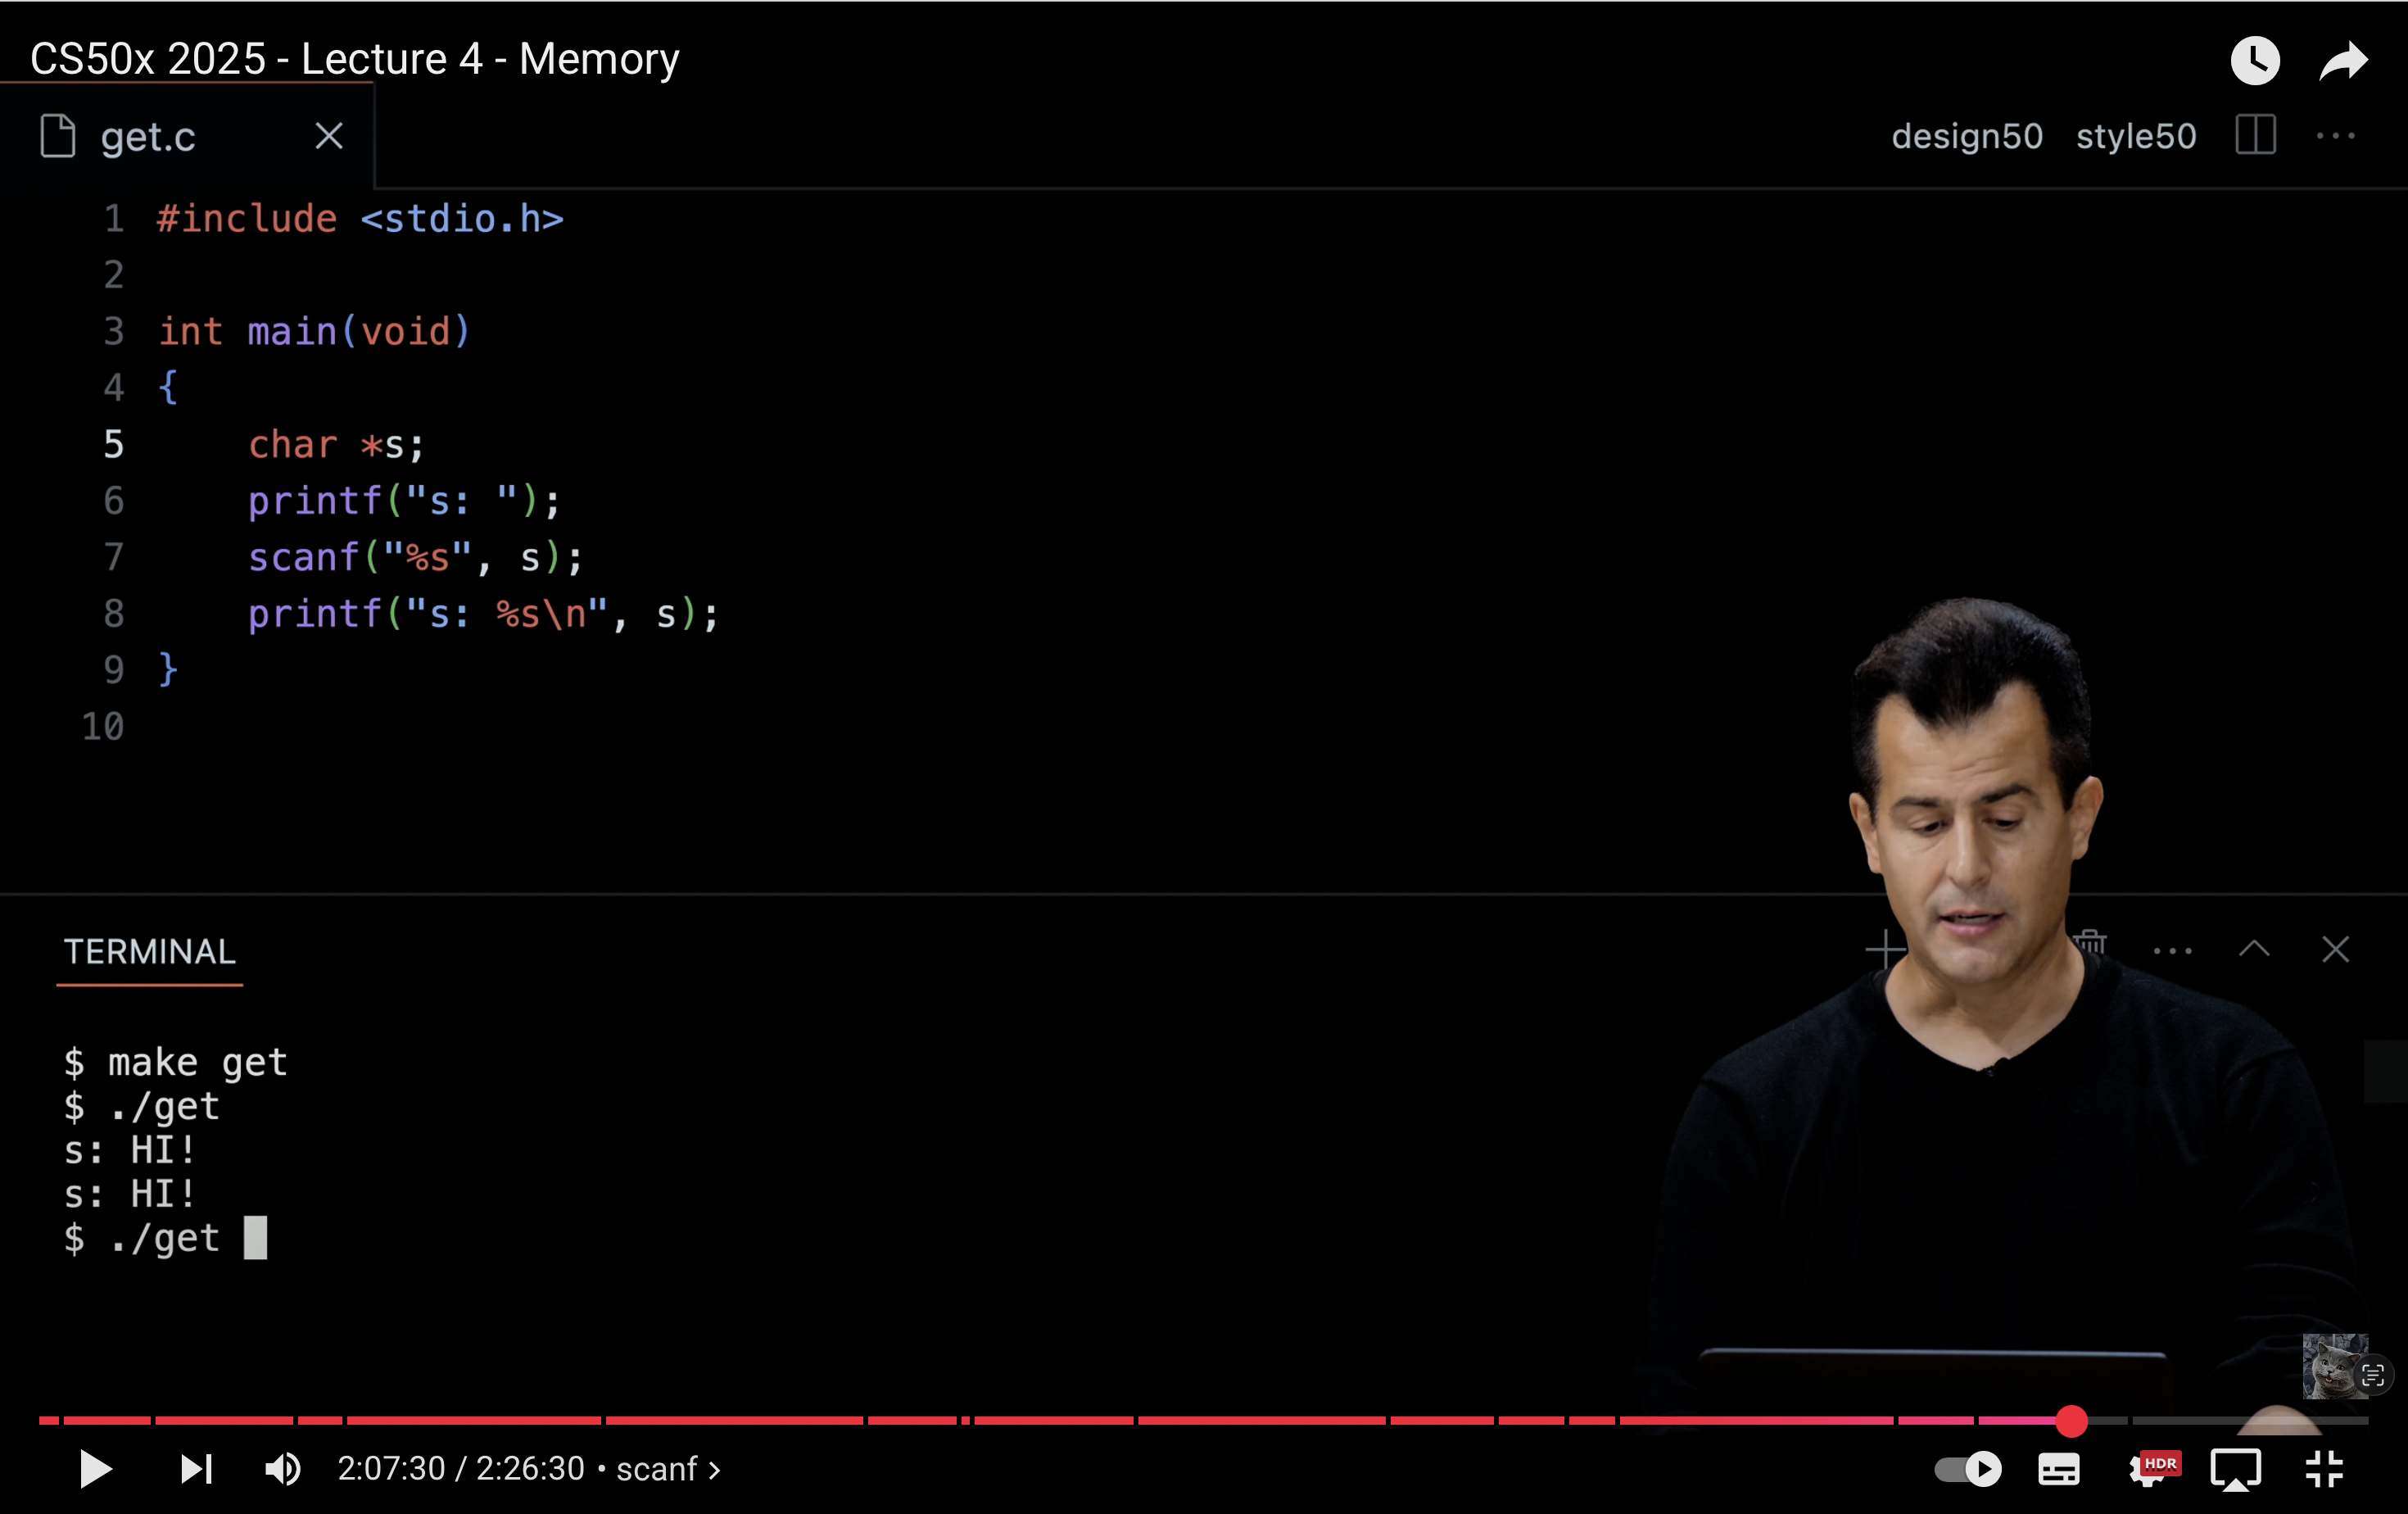 CS50x 2025 - Lecture 4 - Memory
get.c
design50 style50
1 #include <stdio.h>
2
3 int main(void)
4 {
5     char *s;
6     printf("s: ");
7     scanf("%s", s);
8     printf("s: %s\n", s);
9 }
10
TERMINAL
$ make get
$ ./get
s: HI!
s: HI!
$ ./get
2:07:30 / 2:26:30 • scanf ›
HDR